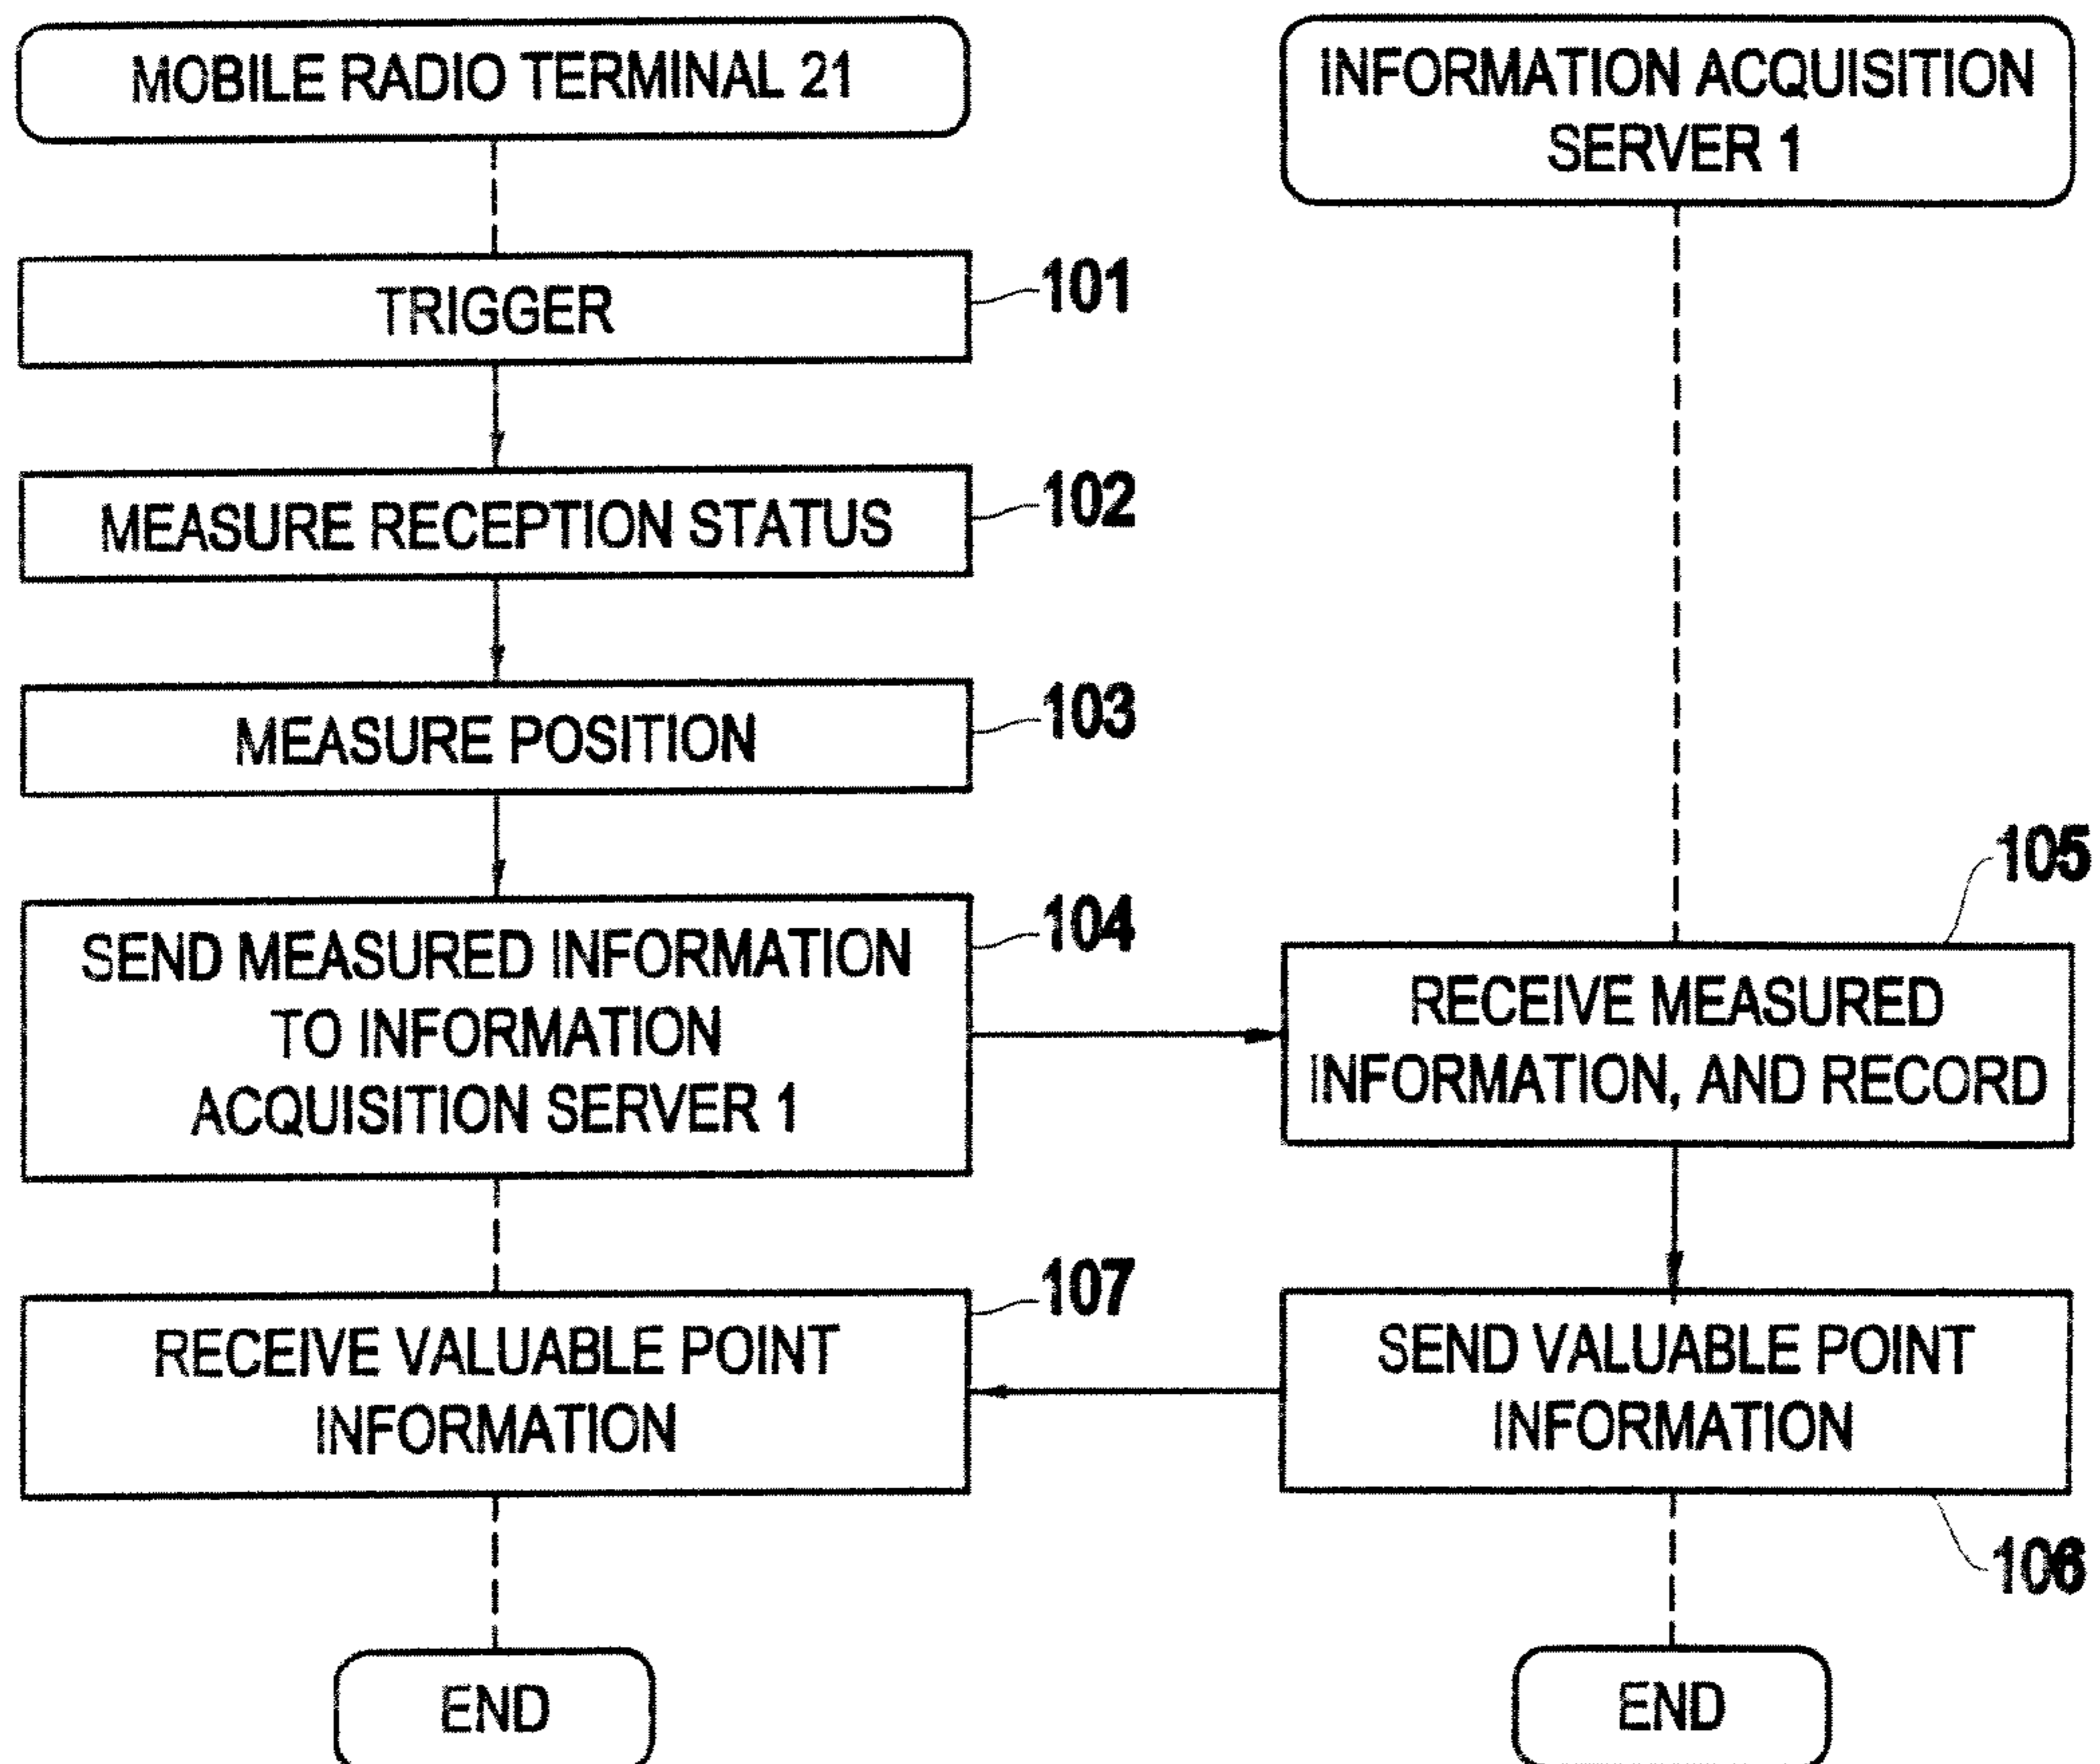 MOBILE RADIO TERMINAL 21
INFORMATION ACQUISITION
SERVER 1
TRIGGER
101
MEASURE RECEPTION STATUS
102
MEASURE POSITION
103
SEND MEASURED INFORMATION
TO INFORMATION
ACQUISITION SERVER 1
104
105
RECEIVE MEASURED
INFORMATION, AND RECORD
RECEIVE VALUABLE POINT
INFORMATION
107
SEND VALUABLE POINT
INFORMATION
106
END
END